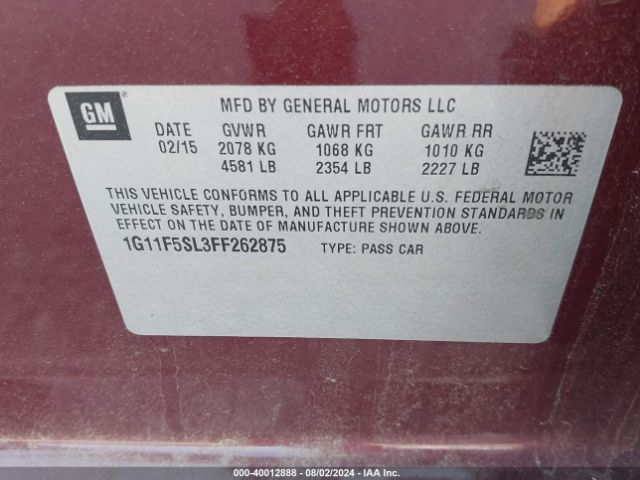 GM
MFD BY GENERAL MOTORS LLC
DATE GVWR GAWR FRT GAWR RR
02/15 2078 KG 1068 KG 1010 KG
4581 LB 2354 LB 2227 LB
THIS VEHICLE CONFORMS TO ALL APPLICABLE U.S. FEDERAL MOTOR
VEHICLE SAFETY, BUMPER, AND THEFT PREVENTION STANDARDS IN
EFFECT ON THE DATE OF MANUFACTURE SHOWN ABOVE.
1G11F5SL3FF262875 TYPE: PASS CAR
000-40012888 - 08/02/2024 - IAA Inc.